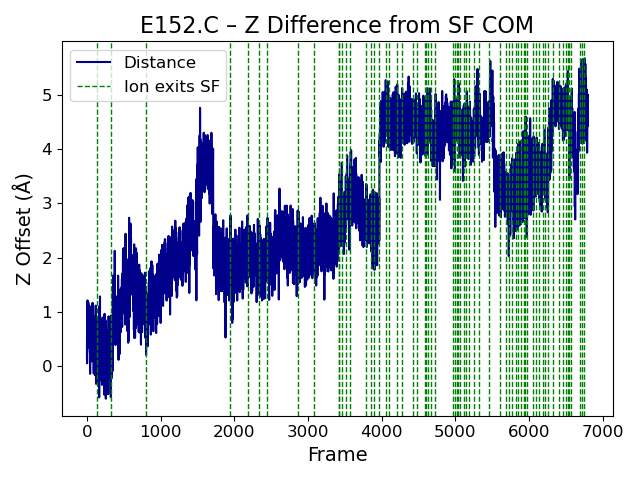 E152.C – Z Difference from SF COM
Distance
Ion exits SF
Z Offset (Å)
5
4
3
2
1
0
0 1000 2000 3000 4000 5000 6000 7000
Frame